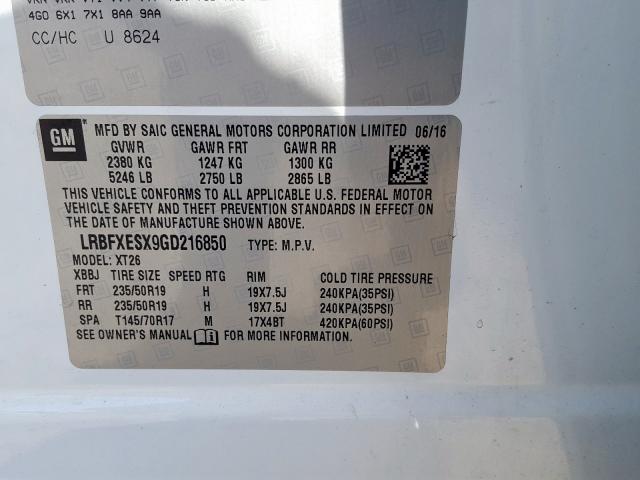 4G0 6X1 7X1 8AA 9AA
CC/HC U 8624
GM MFD BY SAIC GENERAL MOTORS CORPORATION LIMITED 06/16
GVWR GAWR FRT GAWR RR
2380 KG 1247 KG 1300 KG
5246 LB 2750 LB 2865 LB
THIS VEHICLE CONFORMS TO ALL APPLICABLE U.S. FEDERAL MOTOR
VEHICLE SAFETY AND THEFT PREVENTION STANDARDS IN EFFECT ON
THE DATE OF MANUFACTURE SHOWN ABOVE.
LRBFXESX9GD216850 TYPE: M.P.V.
MODEL: XT26
XBBJ TIRE SIZE SPEED RTG RIM COLD TIRE PRESSURE
FRT 235/50R19 H 19X7.5J 240KPA(35PSI)
RR 235/50R19 H 19X7.5J 240KPA(35PSI)
SPA T145/70R17 M 17X4BT 420KPA(60PSI)
SEE OWNER'S MANUAL FOR MORE INFORMATION.